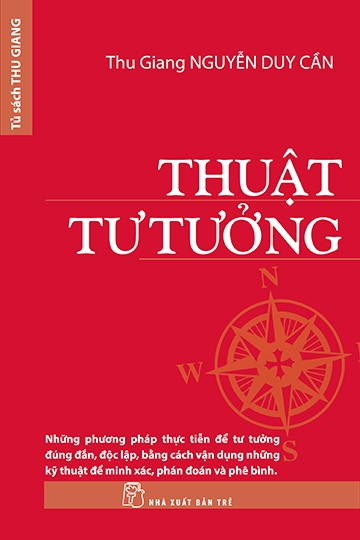 Tủ sách THU GIANG
Thu Giang NGUYỄN DUY CẦN
THUẬT
TƯ TƯỞNG
N
W
E
S
Những phương pháp thực tiễn để tư tưởng
đúng đắn, độc lập, bằng cách vận dụng những
kỹ thuật để minh xác, phán đoán và phê bình.
NHÀ XUẤT BẢN TRẺ